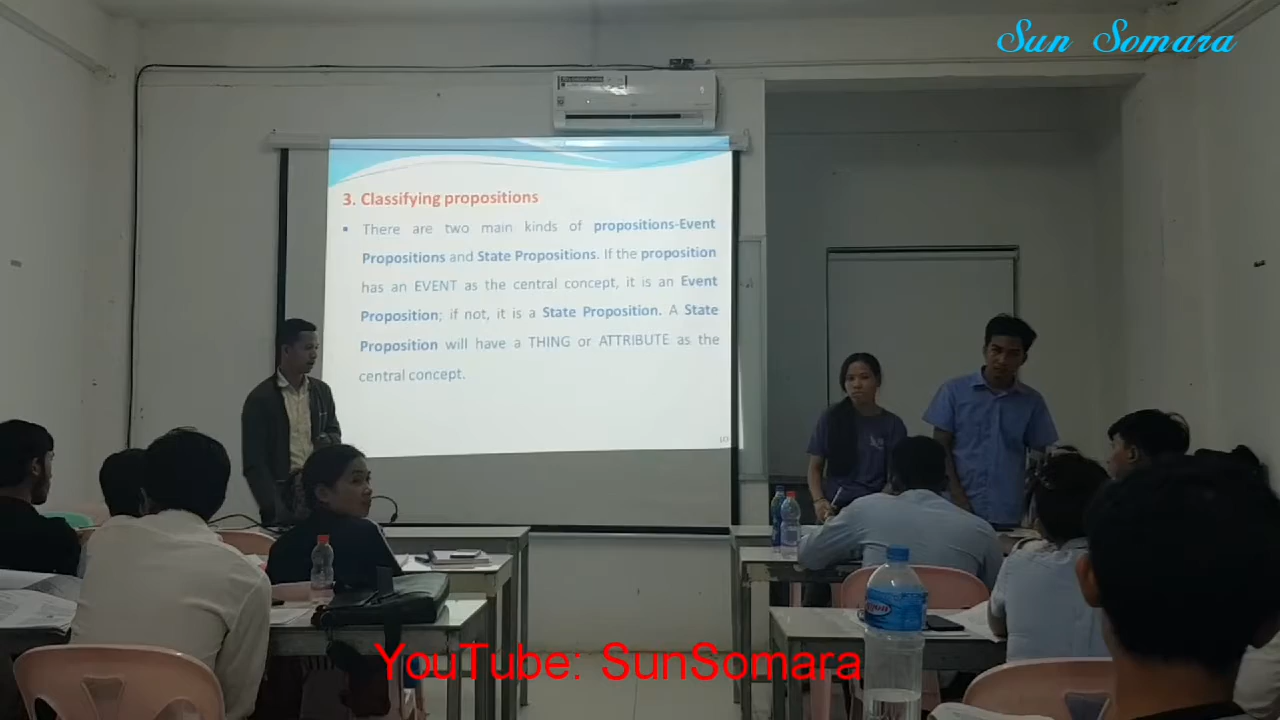 Sun Somara
3. Classifying propositions
There are two main kinds of propositions-Event
Propositions and State Propositions. If the proposition
has an EVENT as the central concept, it is an Event
Proposition; if not, it is a State Proposition. A State
Proposition will have a THING or ATTRIBUTE as the
central concept.
YouTube: SunSomara